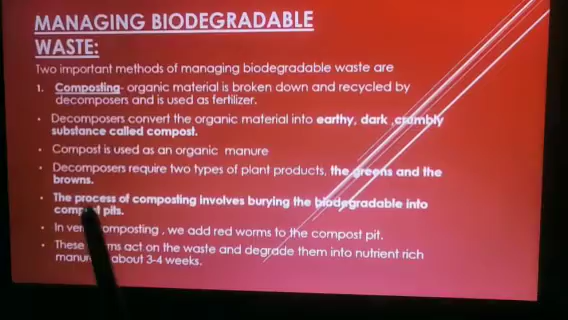 MANAGING BIODEGRADABLE
WASTE:
Two important methods of managing biodegradable waste are
1. Composting- organic material is broken down and recycled by
decomposers and is used as fertilizer.
• Decomposers convert the organic material into earthy, dark ,crumbly
substance called compost.
• Compost is used as an organic manure
• Decomposers require two types of plant products, the greens and the
browns.
• The process of composting involves burying the biodegradable into
compost pits.
• In composting , we add red worms to the compost pit.
• These act on the waste and degrade them into nutrient rich
about 3-4 weeks.